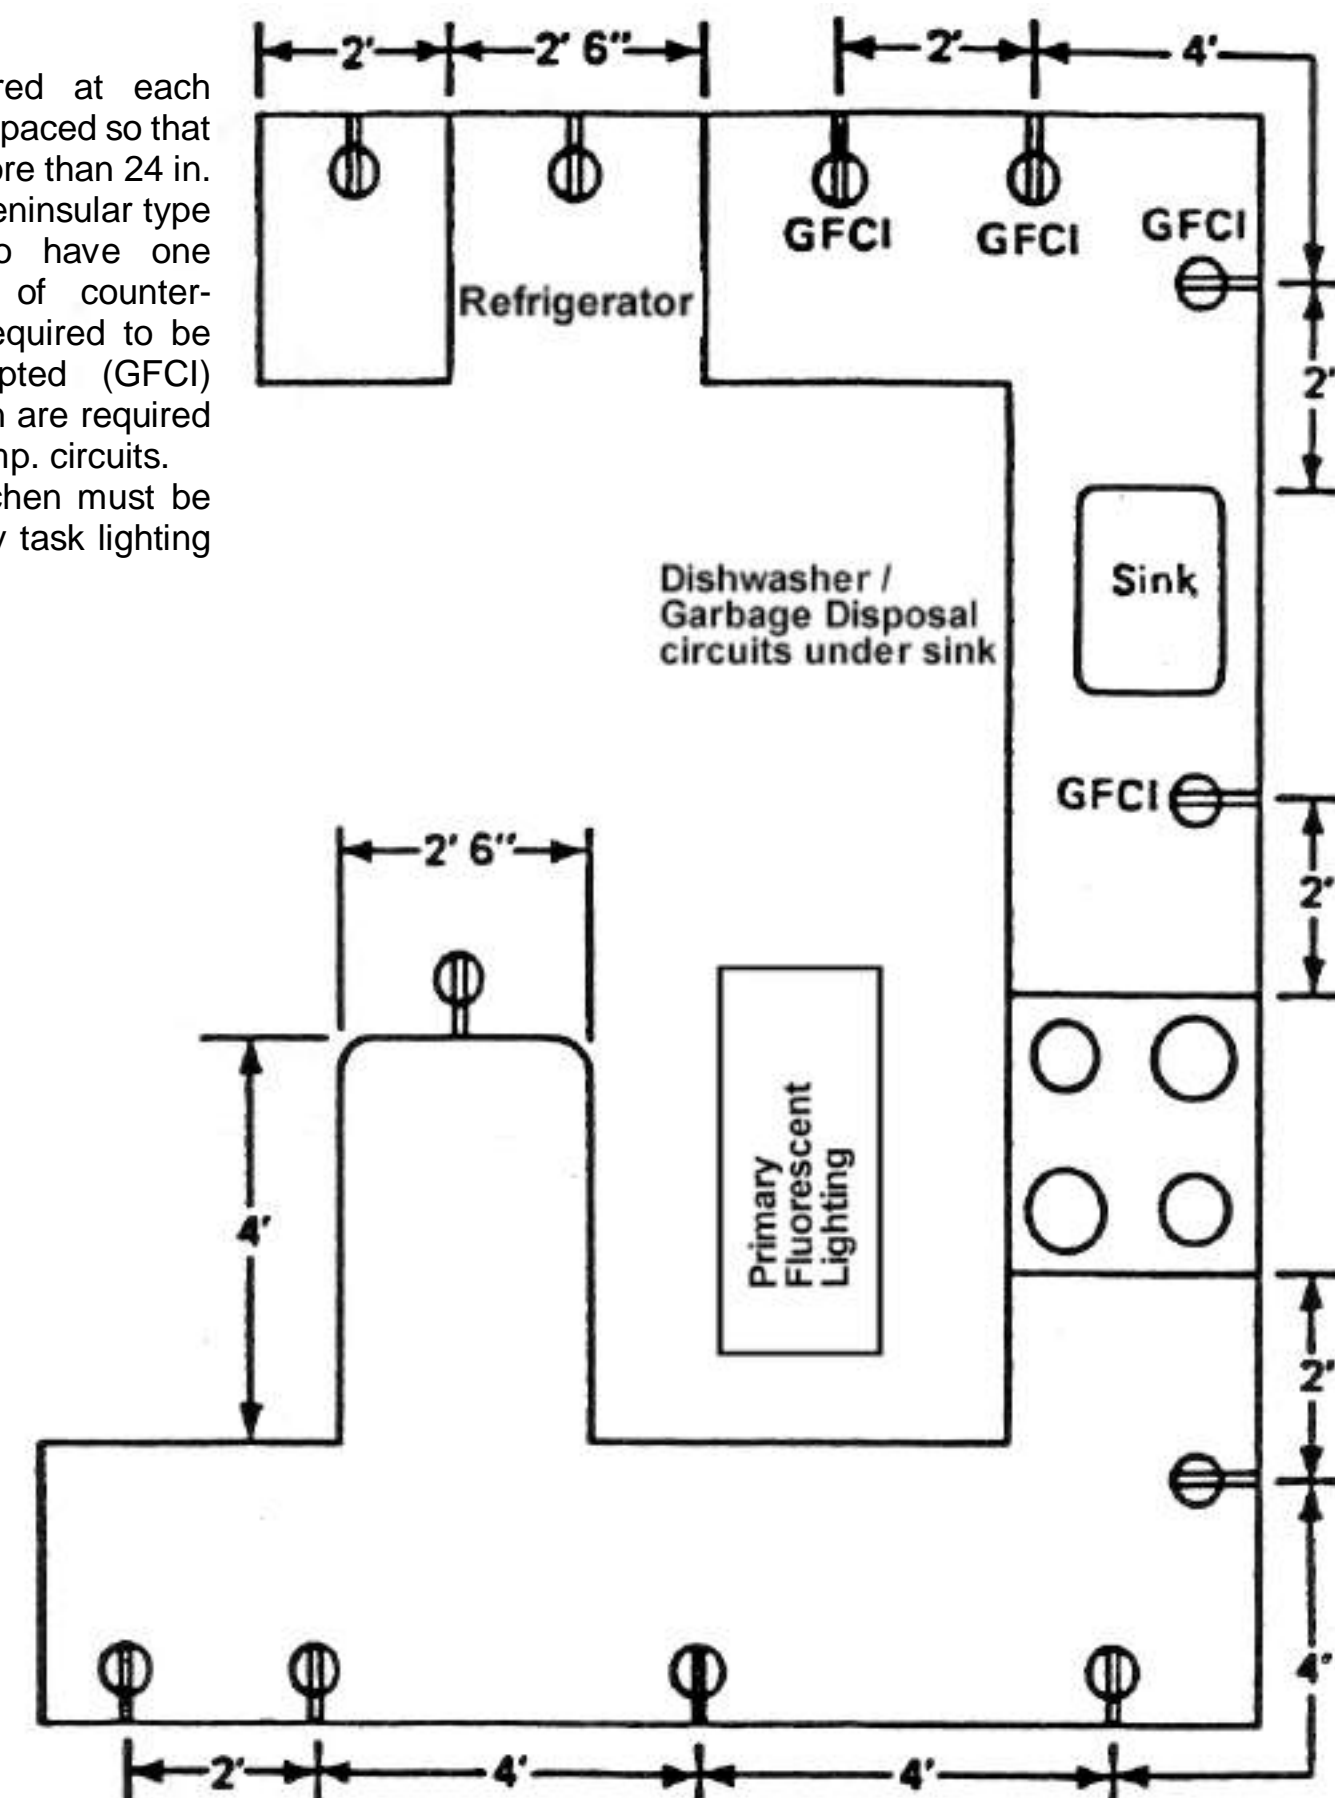 red at each
paced so that
ore than 24 in.
eninsular type
o have one
of counter-
equired to be
pted (GFCI)
n are required
np. circuits.
chen must be
y task lighting
2' 2' 6" 2' 4'
GFCI GFCI GFCI
Refrigerator
2'
Dishwasher /
Garbage Disposal
circuits under sink
Sink
GFCI
2'
2' 6"
4'
Primary
Fluorescent
Lighting
2'
4'
2' 4' 4'